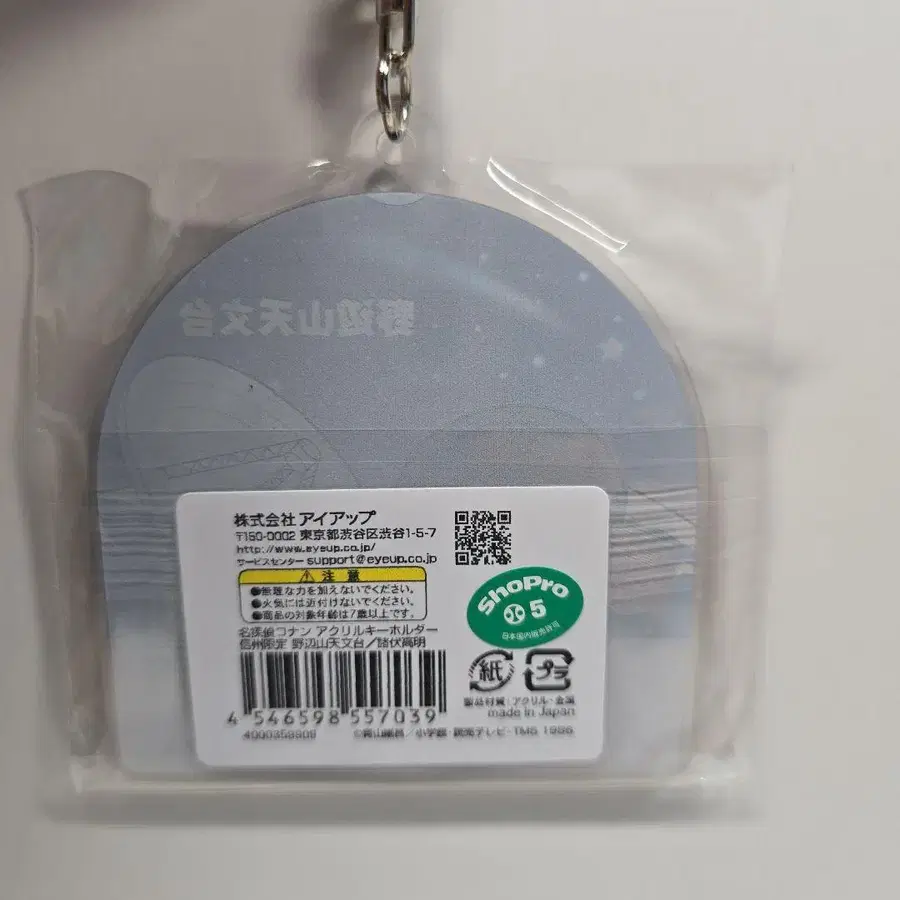 野辺山天文台
株式会社 アイアップ
〒150-0002 東京都渋谷区渋谷1-5-7
http://www.eyeup.co.jp/
サービスセンター support@eyeup.co.jp
⚠ 注 意
●無理な力を加えないでください。
●火気には近付けないでください。
●商品の対象年齢は7歳以上です。
名探偵コナン アクリルキーホルダー
信州限定 野辺山天文台／諸伏高明
4 546598 557039
©青山剛昌／小学館・読売テレビ・TMS 1996
ShoPro
5
日本国内販売許可
紙
プラ
製品材質：アクリル・金属
made in Japan